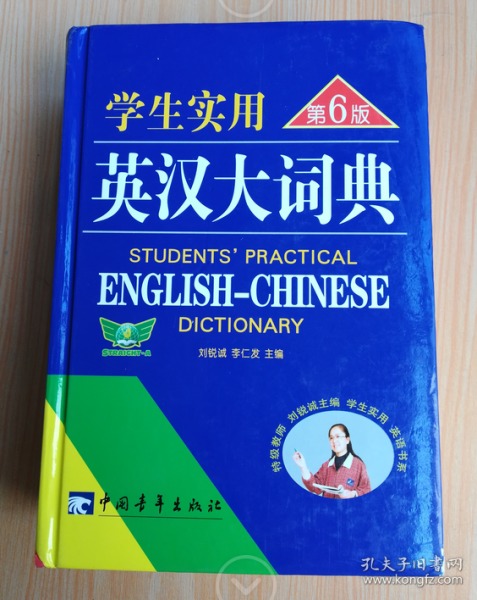 学生实用
第6版
英汉大词典
STUDENTS' PRACTICAL
ENGLISH-CHINESE
DICTIONARY
STRAIGHT-A
刘锐诚 李仁发 主编
特级教师 刘锐诚主编 学生实用 英语书系
中国青年出版社
孔夫子旧书网
www.kongfz.com